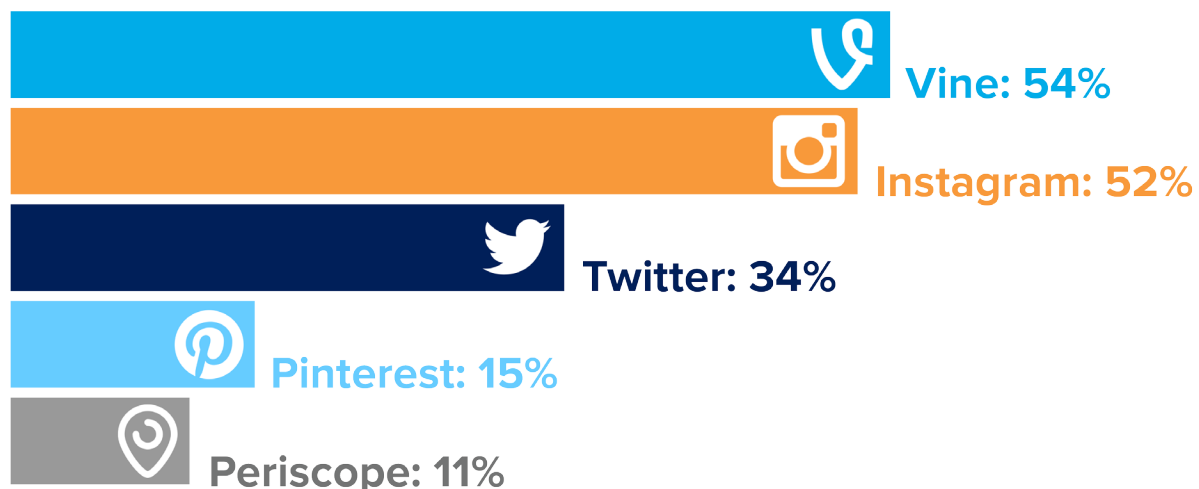 Vine: 54%
Instagram: 52%
Twitter: 34%
Pinterest: 15%
Periscope: 11%